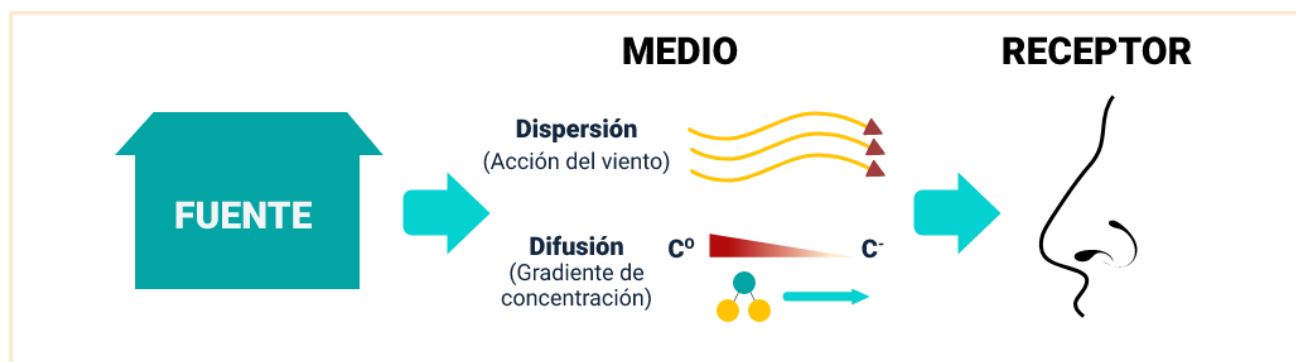 MEDIO
RECEPTOR
FUENTE
Dispersión
(Acción del viento)
Difusión
(Gradiente de
concentración)
Cº
C⁻